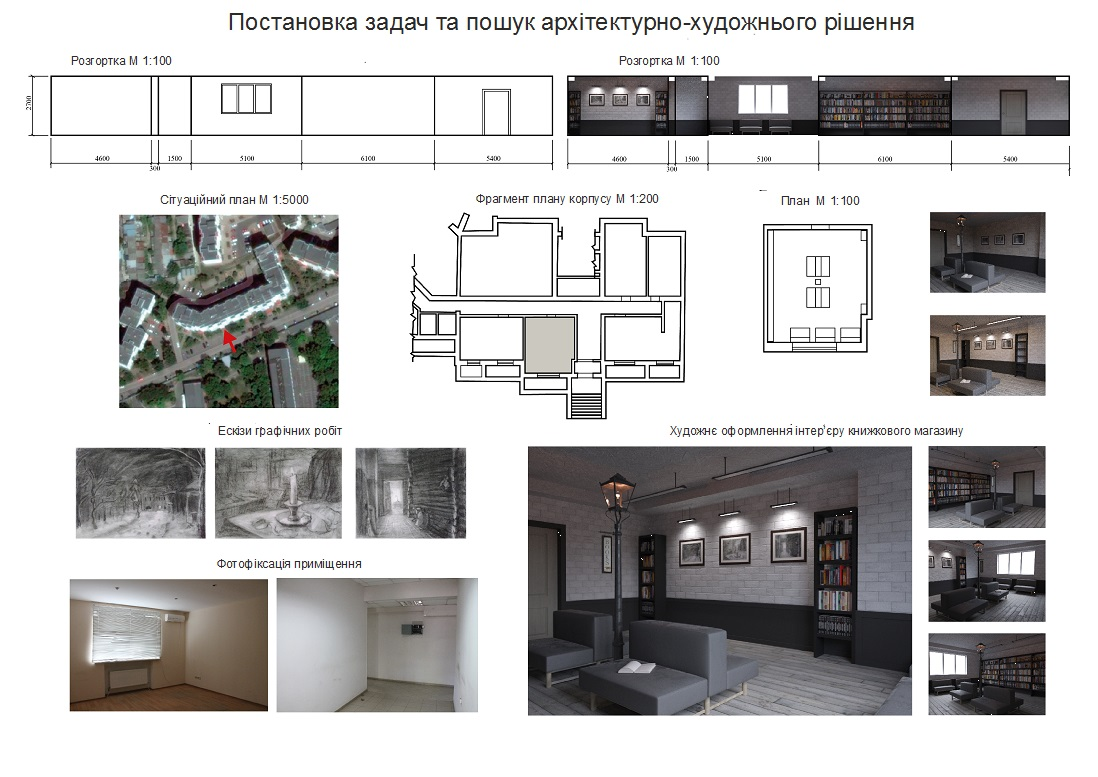 Постановка задач та пошук архітектурно-художнього рішення
Розгортка М 1:100
Розгортка М 1:100
2700
4600
300
1500
5100
6100
5400
4600
300
1500
5100
6100
5400
Сітуаційний план М 1:5000
Фрагмент плану корпусу М 1:200
План М 1:100
Ескізи графічних робіт
Художнє оформлення інтер'єру книжкового магазину
Фотофіксація приміщення